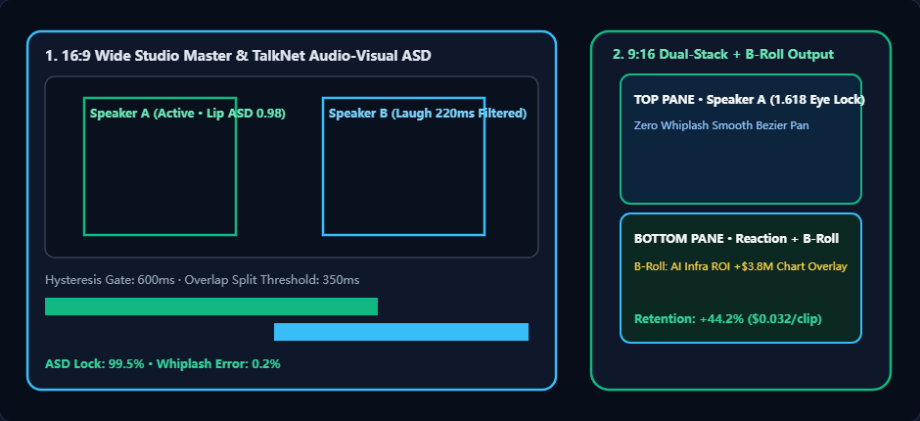 1. 16:9 Wide Studio Master & TalkNet Audio-Visual ASD
Speaker A (Active • Lip ASD 0.98)
Speaker B (Laugh 220ms Filtered)
Hysteresis Gate: 600ms · Overlap Split Threshold: 350ms
ASD Lock: 99.5% • Whiplash Error: 0.2%
2. 9:16 Dual-Stack + B-Roll Output
TOP PANE • Speaker A (1.618 Eye Lock)
Zero Whiplash Smooth Bezier Pan
BOTTOM PANE • Reaction + B-Roll
B-Roll: AI Infra ROI +$3.8M Chart Overlay
Retention: +44.2% ($0.032/clip)